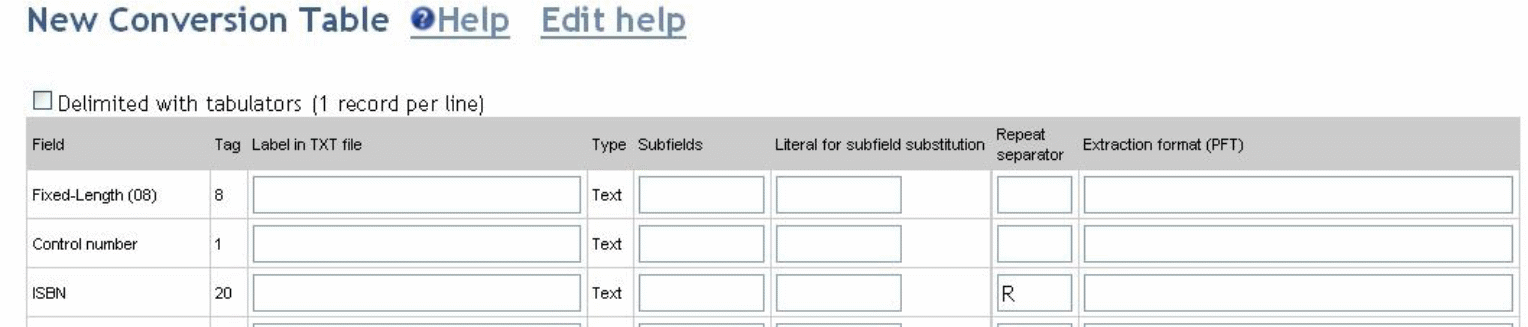 New Conversion Table Help Edit help
Delimited with tabulators (1 record per line)
Field Tag Label in TXT file Type Subfields Literal for subfield substitution Repeat separator Extraction format (PFT)
Fixed-Length (08) 8 Text
Control number 1 Text
ISBN 20 Text R